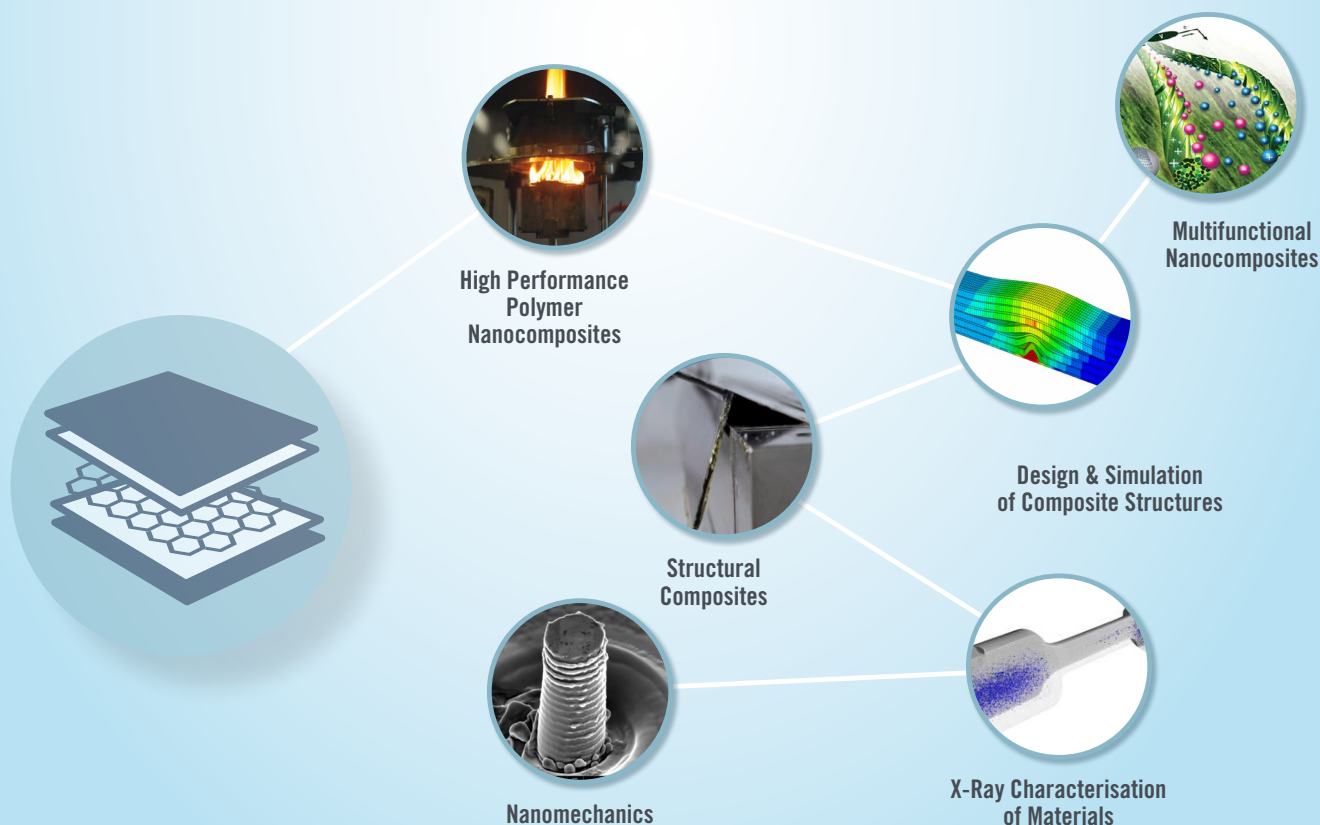 High Performance
Polymer
Nanocomposites
Multifunctional
Nanocomposites
Design & Simulation
of Composite Structures
Structural
Composites
Nanomechanics
X-Ray Characterisation
of Materials